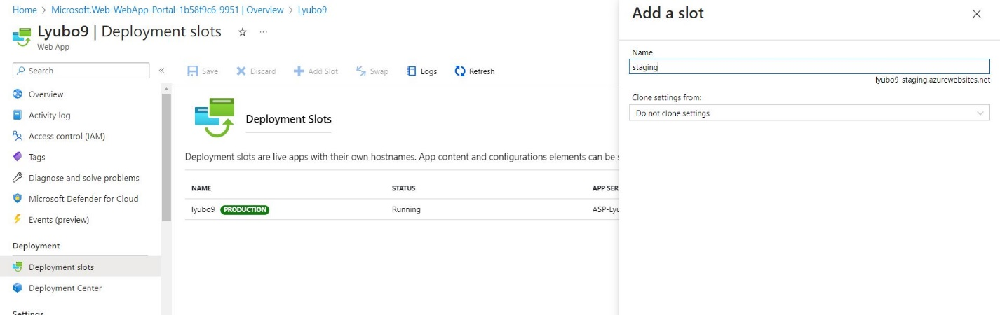 Home > Microsoft.Web-WebApp-Portal-1b58f9c6-9951 | Overview > Lyubo9
Lyubo9 | Deployment slots ☆ ...
Web App
Search «
Overview
Activity log
Access control (IAM)
Tags
Diagnose and solve problems
Microsoft Defender for Cloud
Events (preview)
Deployment
Deployment slots
Deployment Center
Settings
Save Discard Add Slot Swap Logs Refresh
Deployment Slots
Deployment slots are live apps with their own hostnames. App content and configurations elements can be s
NAME STATUS APP SER
lyubo9 PRODUCTION Running ASP-Lyu
Add a slot
Name
staging
lyubo9-staging.azurewebsites.net
Clone settings from:
Do not clone settings